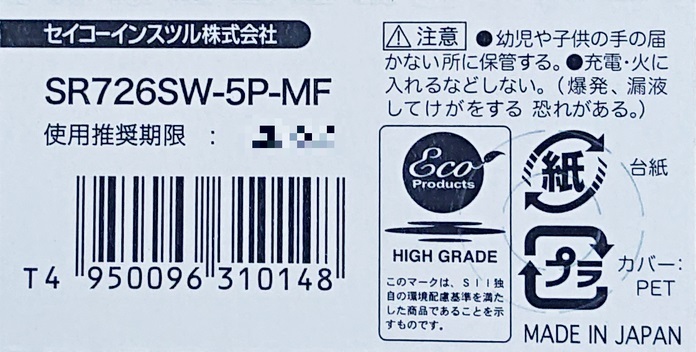 セイコーインスツル株式会社
SR726SW-5P-MF
使用推奨期限 :
T4 950096 310148
⚠ 注意 ●幼児や子供の手の届
かない所に保管する。●充電・火に
入れるなどしない。(爆発、漏液
してけがをする 恐れがある。)
Eco
Products
HIGH GRADE
このマークは、SII独
自の環境配慮基準を満た
した商品であることを示
すものです。
紙 台紙
プラ カバー:
PET
MADE IN JAPAN